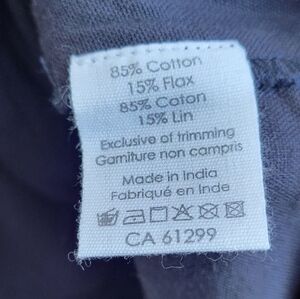 85% Cotton
15% Flax
85% Coton
15% Lin
Exclusive of trimming
Garniture non compris
Made in India
Fabriqué en Inde
CA 61299